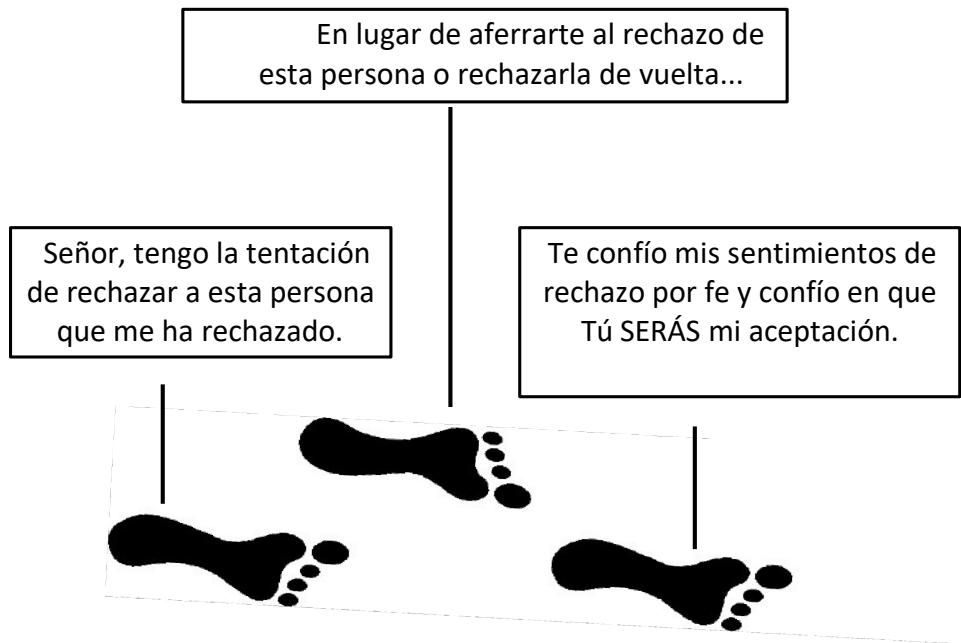 En lugar de aferrarte al rechazo de
esta persona o rechazarla de vuelta...
Señor, tengo la tentación
de rechazar a esta persona
que me ha rechazado.
Te confío mis sentimientos de
rechazo por fe y confío en que
Tú SERÁS mi aceptación.